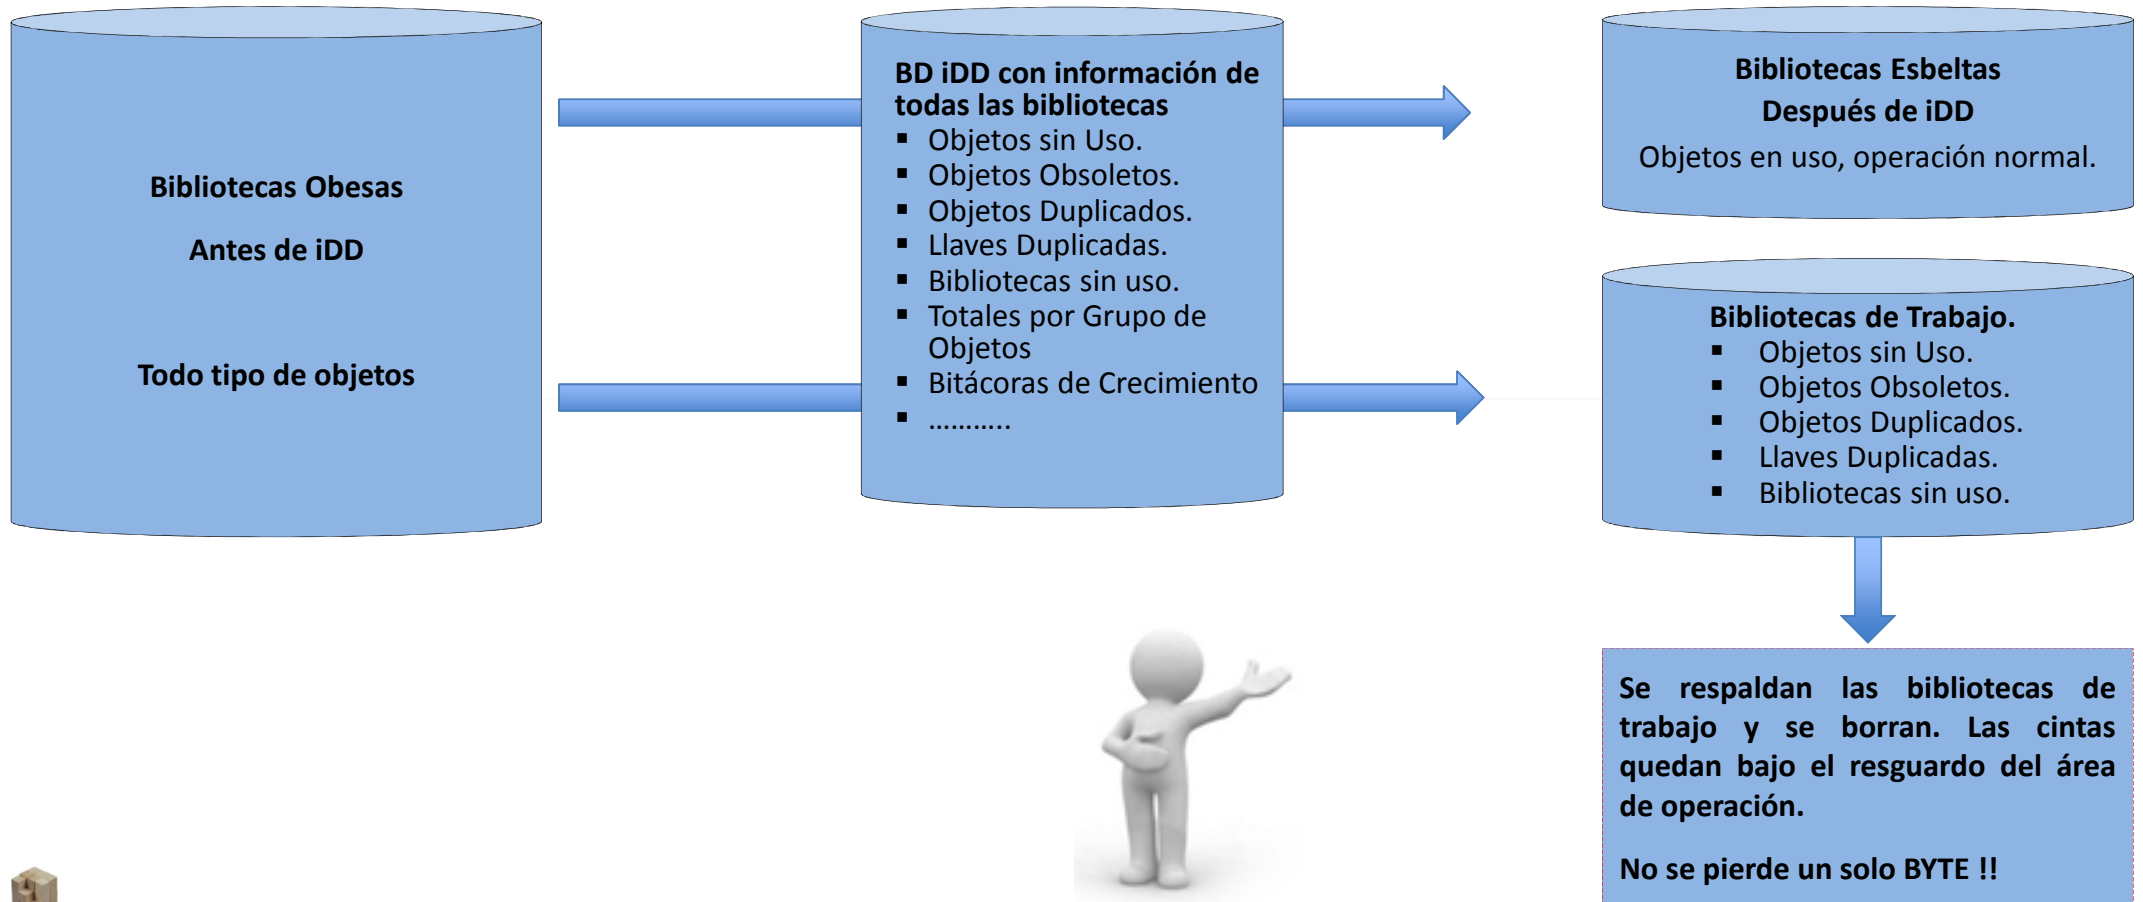 Bibliotecas Obesas
Antes de iDD
Todo tipo de objetos
BD iDD con información de
todas las bibliotecas
▪ Objetos sin Uso.
▪ Objetos Obsoletos.
▪ Objetos Duplicados.
▪ Llaves Duplicadas.
▪ Bibliotecas sin uso.
▪ Totales por Grupo de
Objetos
▪ Bitácoras de Crecimiento
▪ ………..
Bibliotecas Esbeltas
Después de iDD
Objetos en uso, operación normal.
Bibliotecas de Trabajo.
▪ Objetos sin Uso.
▪ Objetos Obsoletos.
▪ Objetos Duplicados.
▪ Llaves Duplicadas.
▪ Bibliotecas sin uso.
Se respaldan las bibliotecas de
trabajo y se borran. Las cintas
quedan bajo el resguardo del área
de operación.
No se pierde un solo BYTE !!